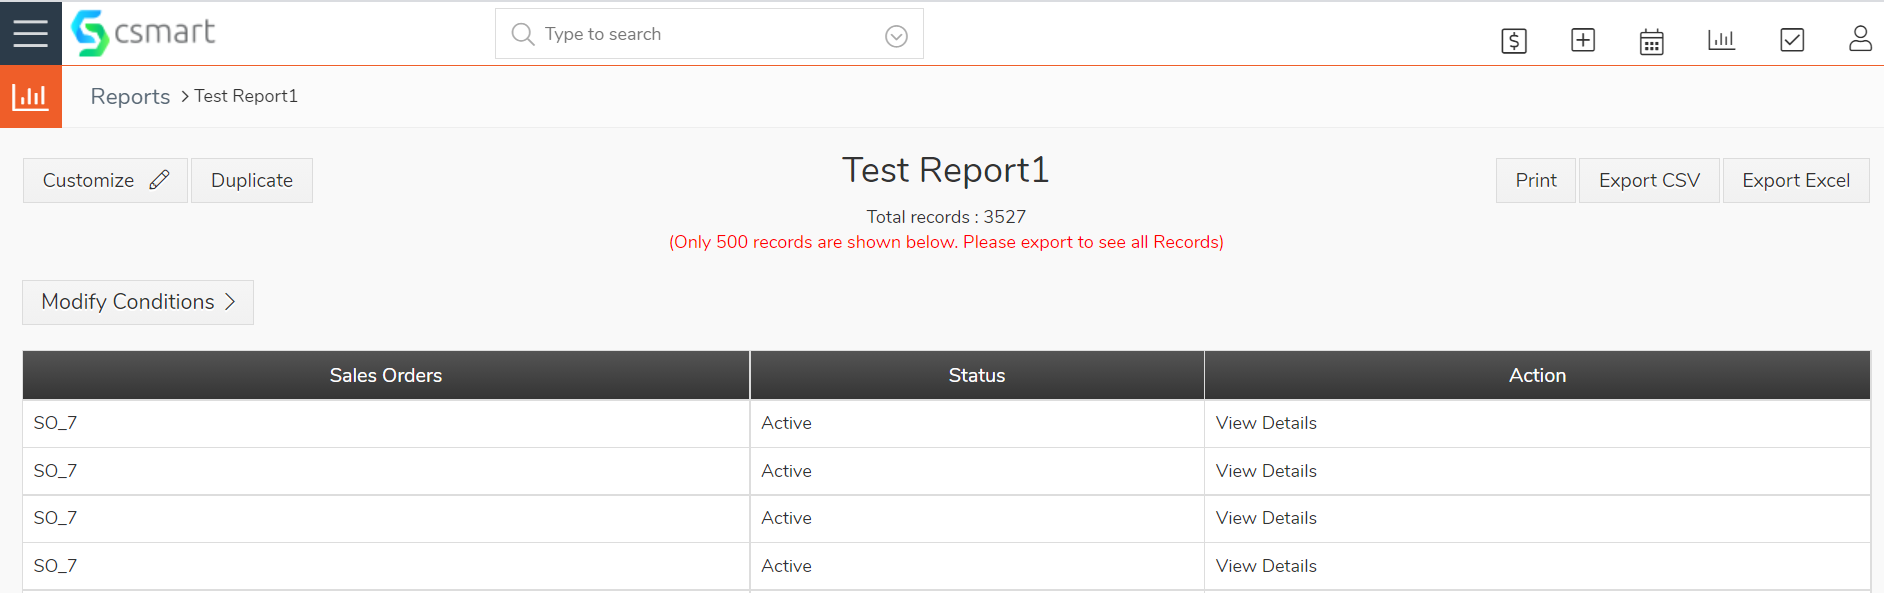 csmart
Type to search
Reports > Test Report1
Customize
Duplicate
Test Report1
Print
Export CSV
Export Excel
Total records : 3527
(Only 500 records are shown below. Please export to see all Records)
Modify Conditions >
Sales Orders Status Action
SO_7 Active View Details
SO_7 Active View Details
SO_7 Active View Details
SO_7 Active View Details